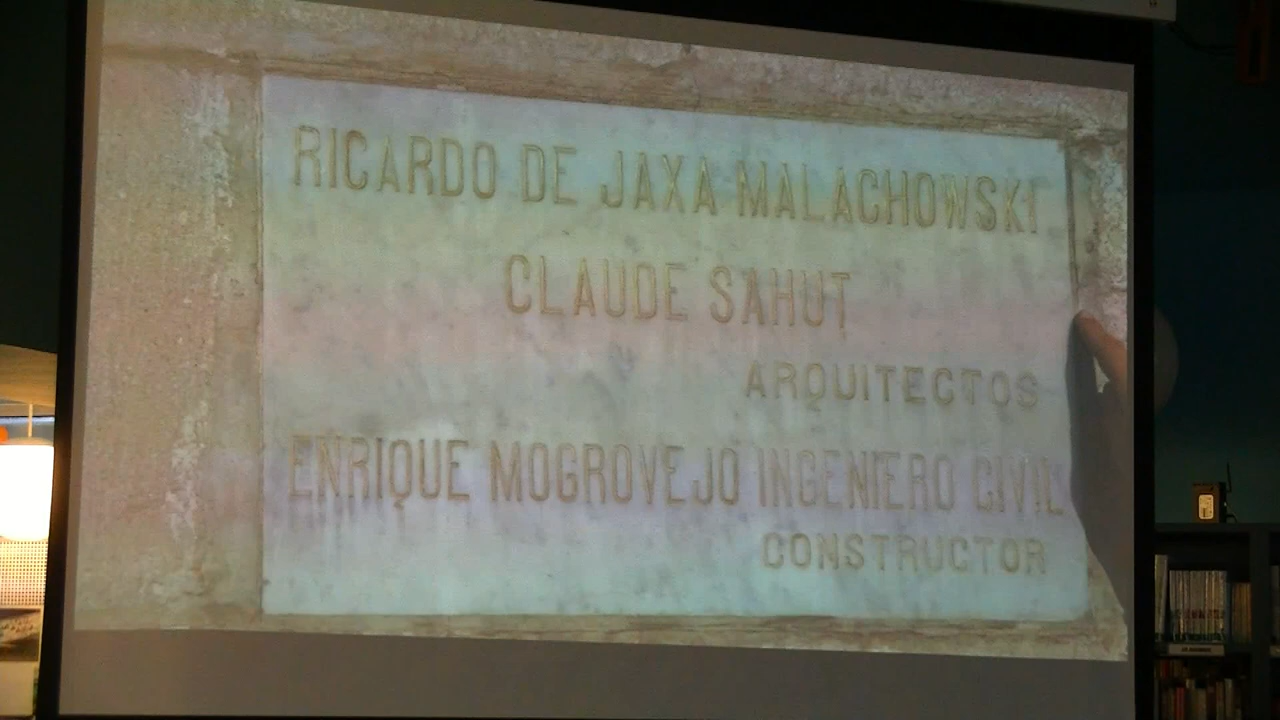 RICARDO DE JAXA MALACHOWSKI
CLAUDE SAHUT
ARQUITECTOS
ENRIQUE MOGROVEJO INGENIERO CIVIL
CONSTRUCTOR